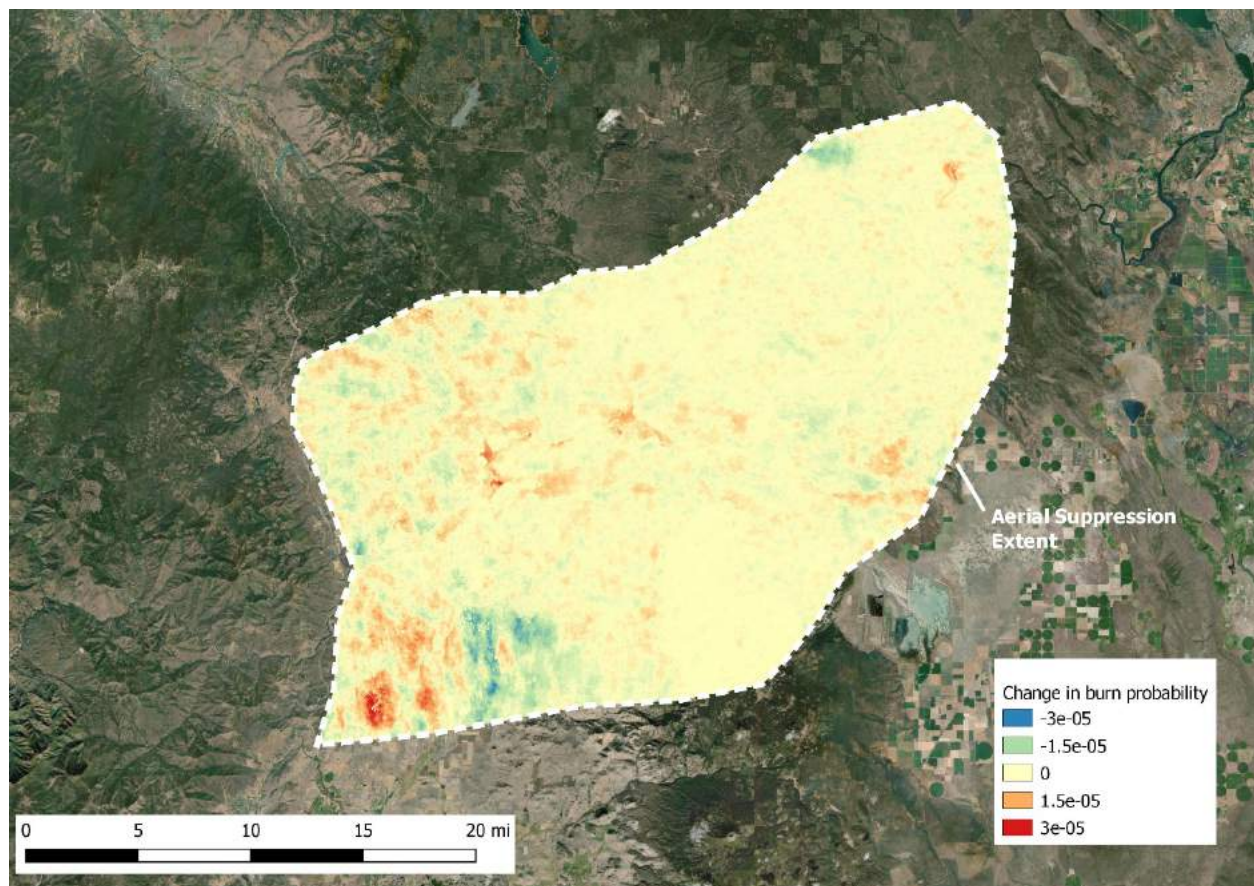 Aerial Suppression
Extent
Change in burn probability
-3e-05
-1.5e-05
0
1.5e-05
3e-05
0 5 10 15 20 mi